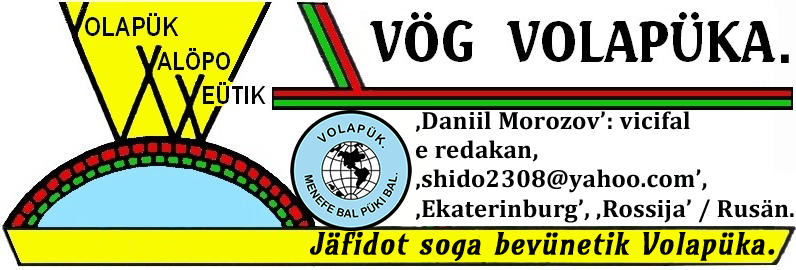 VOLAPÜK
VALÖPO
VEÜTIK
VÖG VOLAPÜKA.
VOLAPÜK.
MENEFE BAL PÜKI BAL.
‚Daniil Morozov’: vicifal
e redakan,
‚shido2308@yahoo.com’,
‚Ekaterinburg’, ‚Rossija’ / Rusän.
Jäfidot soga bevünetik Volapüka.